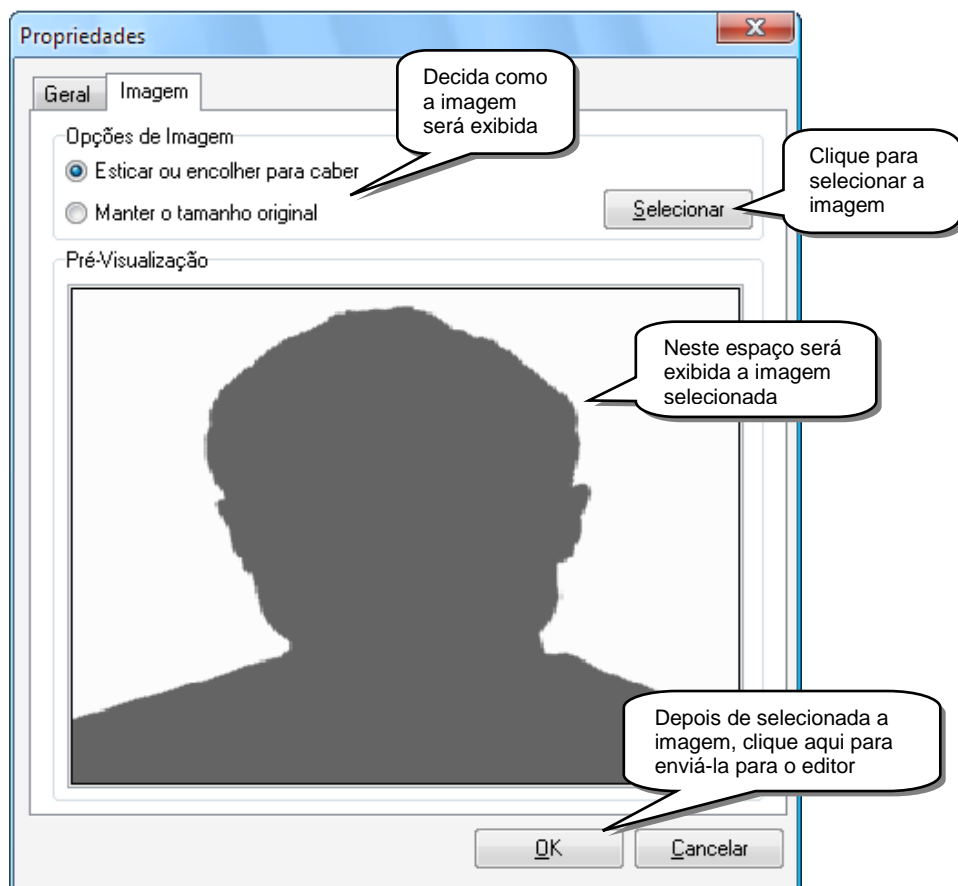 Propriedades
Geral
Imagem
Decida como
a imagem
será exibida
Opções de Imagem
Esticar ou encolher para caber
Manter o tamanho original
Selecionar
Clique para
selecionar a
imagem
Pré-Visualização
Neste espaço será
exibida a imagem
selecionada
Depois de selecionada a
imagem, clique aqui para
enviá-la para o editor
OK
Cancelar